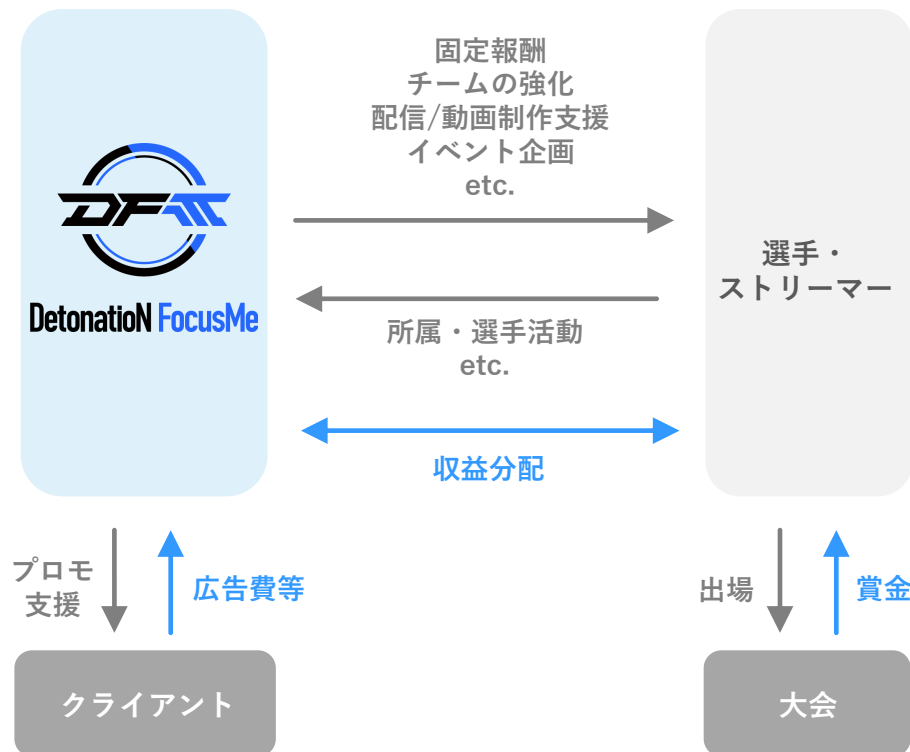 固定報酬
チームの強化
配信/動画制作支援
イベント企画
etc.
DFM
DetonatioN FocusMe
選手・
ストリーマー
所属・選手活動
etc.
収益分配
プロモ
支援
広告費等
出場
賞金
クライアント
大会